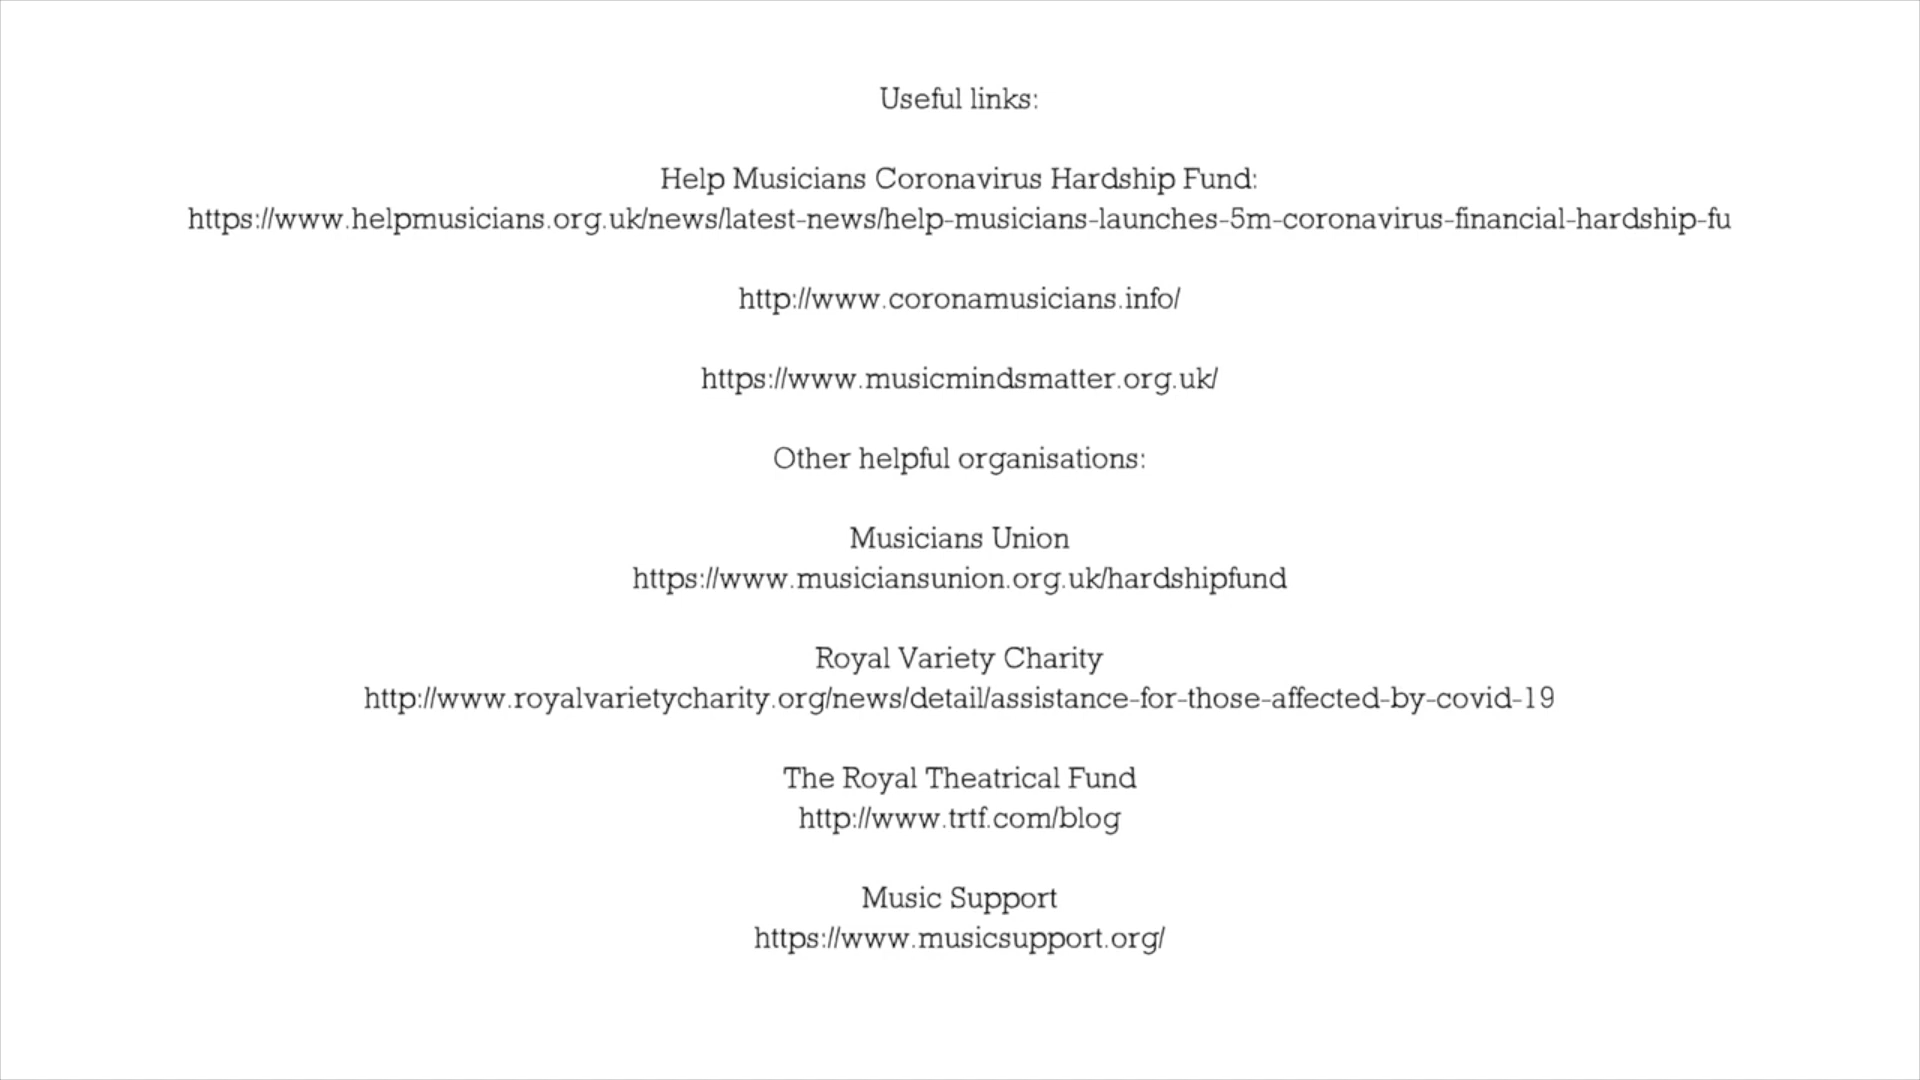 Useful links:
Help Musicians Coronavirus Hardship Fund:
https://www.helpmusicians.org.uk/news/latest-news/help-musicians-launches-5m-coronavirus-financial-hardship-fu
http://www.coronamusicians.info/
https://www.musicmindsmatter.org.uk/
Other helpful organisations:
Musicians Union
https://www.musiciansunion.org.uk/hardshipfund
Royal Variety Charity
http://www.royalvarietycharity.org/news/detail/assistance-for-those-affected-by-covid-19
The Royal Theatrical Fund
http://www.trtf.com/blog
Music Support
https://www.musicsupport.org/